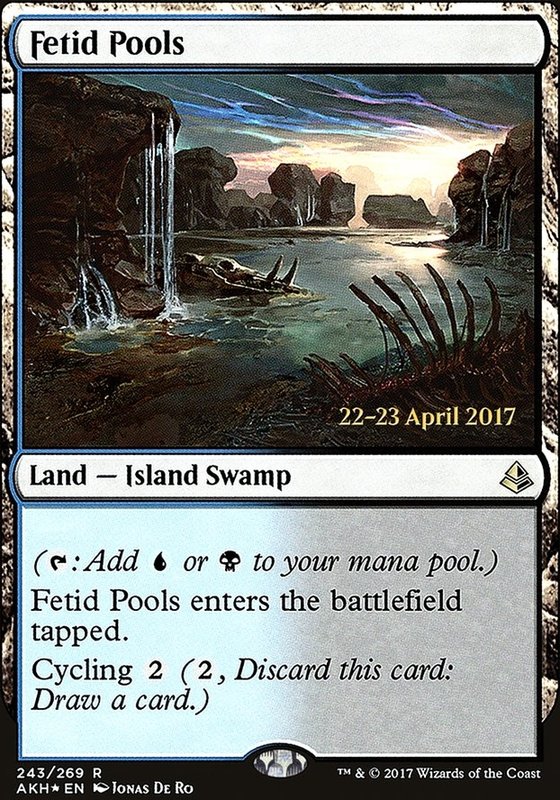 Fetid Pools
22–23 April 2017
Land — Island Swamp
(: Add or to your mana pool.)
Fetid Pools enters the battlefield
tapped.
Cycling 2 (2, Discard this card:
Draw a card.)
243/269 R
AKH★EN Jonas De Ro
™ & © 2017 Wizards of the Coast